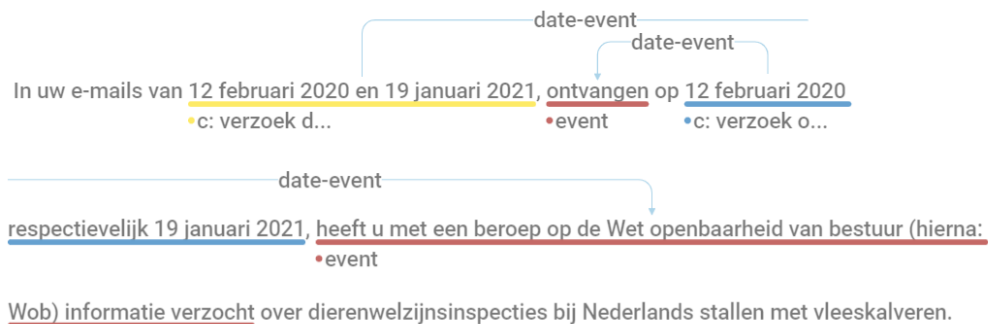 date-event
date-event
In uw e-mails van 12 februari 2020 en 19 januari 2021, ontvangen op 12 februari 2020
c: verzoek d... event c: verzoek o...
date-event
respectievelijk 19 januari 2021, heeft u met een beroep op de Wet openbaarheid van bestuur (hierna:
event
Wob) informatie verzocht over dierenwelzijnsinspecties bij Nederlands stallen met vleeskalveren.